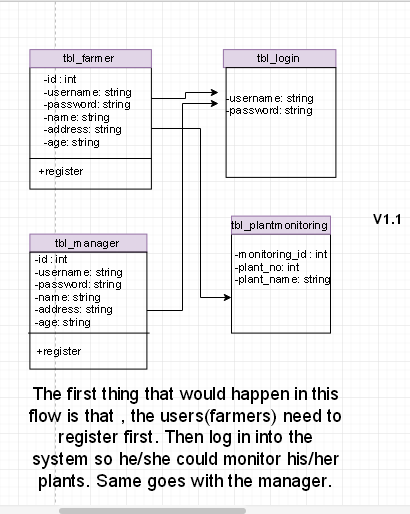 tbl_farmer
-id : int
-username: string
-password: string
-name: string
-address: string
-age: string
+register
tbl_login
-username: string
-password: string
tbl_manager
-id : int
-username: string
-password: string
-name: string
-address: string
-age: string
+register
tbl_plantmonitoring
-monitoring_id : int
-plant_no: int
-plant_name: string
V1.1
The first thing that would happen in this
flow is that , the users(farmers) need to
register first. Then log in into the
system so he/she could monitor his/her
plants. Same goes with the manager.